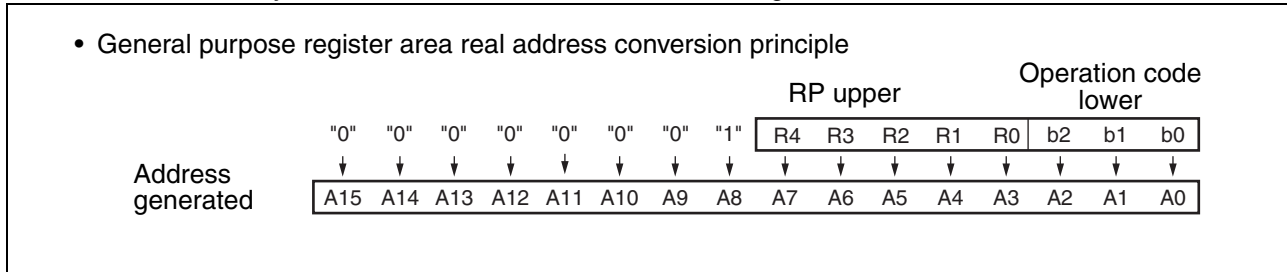 • General purpose register area real address conversion principle
Operation code
RP upper lower
"0" "0" "0" "0" "0" "0" "0" "1" R4 R3 R2 R1 R0 b2 b1 b0
Address
generated A15 A14 A13 A12 A11 A10 A9 A8 A7 A6 A5 A4 A3 A2 A1 A0